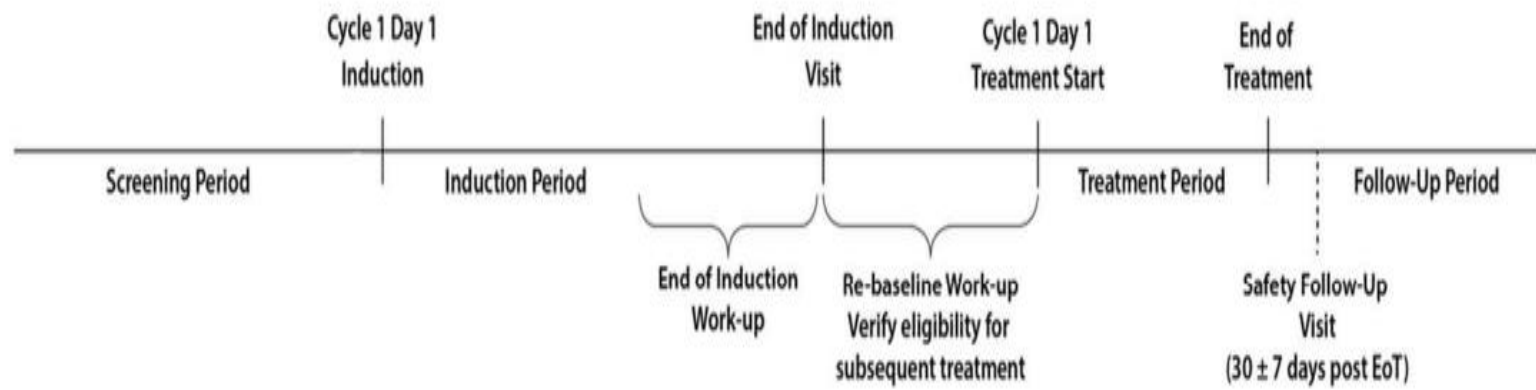 Cycle 1 Day 1
Induction
End of Induction
Visit
Cycle 1 Day 1
Treatment Start
End of
Treatment
Screening Period
Induction Period
Treatment Period
Follow-Up Period
End of Induction
Work-up
Re-baseline Work-up
Verify eligibility for
subsequent treatment
Safety Follow-Up
Visit
(30 ± 7 days post EoT)